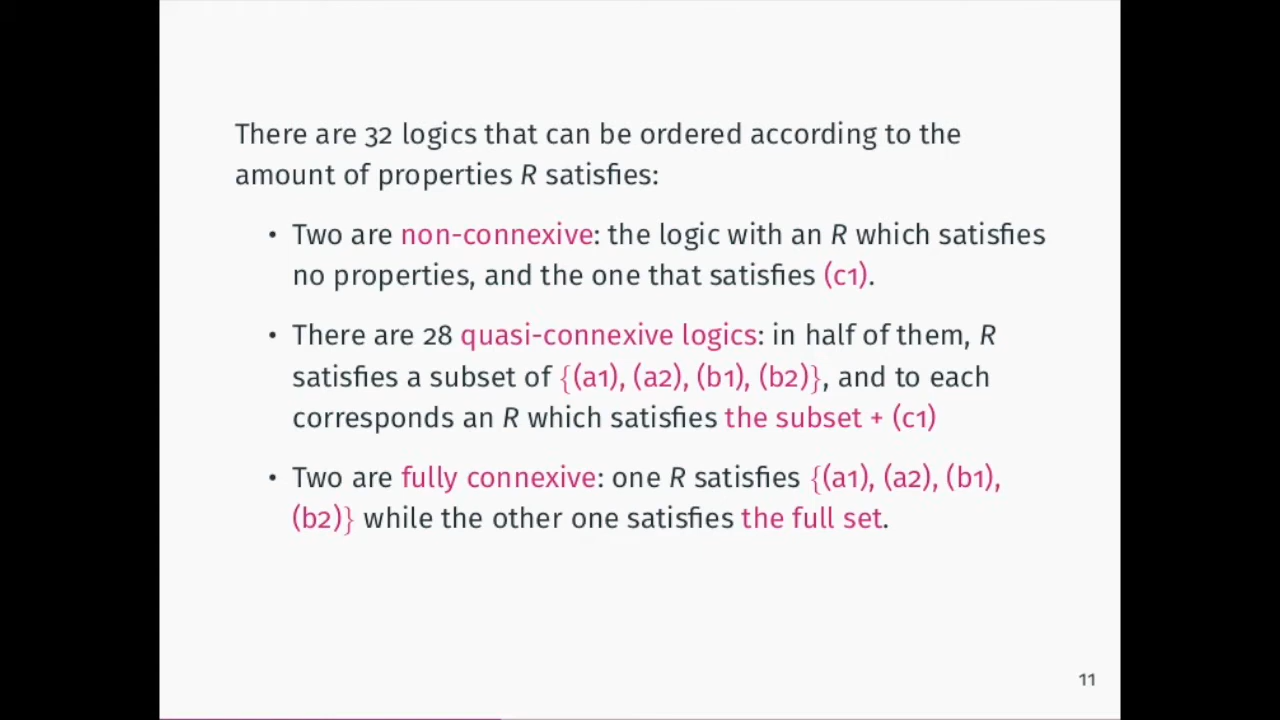 There are 32 logics that can be ordered according to the
amount of properties R satisfies:
• Two are non-connexive: the logic with an R which satisfies
no properties, and the one that satisfies (c1).
• There are 28 quasi-connexive logics: in half of them, R
satisfies a subset of {(a1), (a2), (b1), (b2)}, and to each
corresponds an R which satisfies the subset + (c1)
• Two are fully connexive: one R satisfies {(a1), (a2), (b1),
(b2)} while the other one satisfies the full set.
11